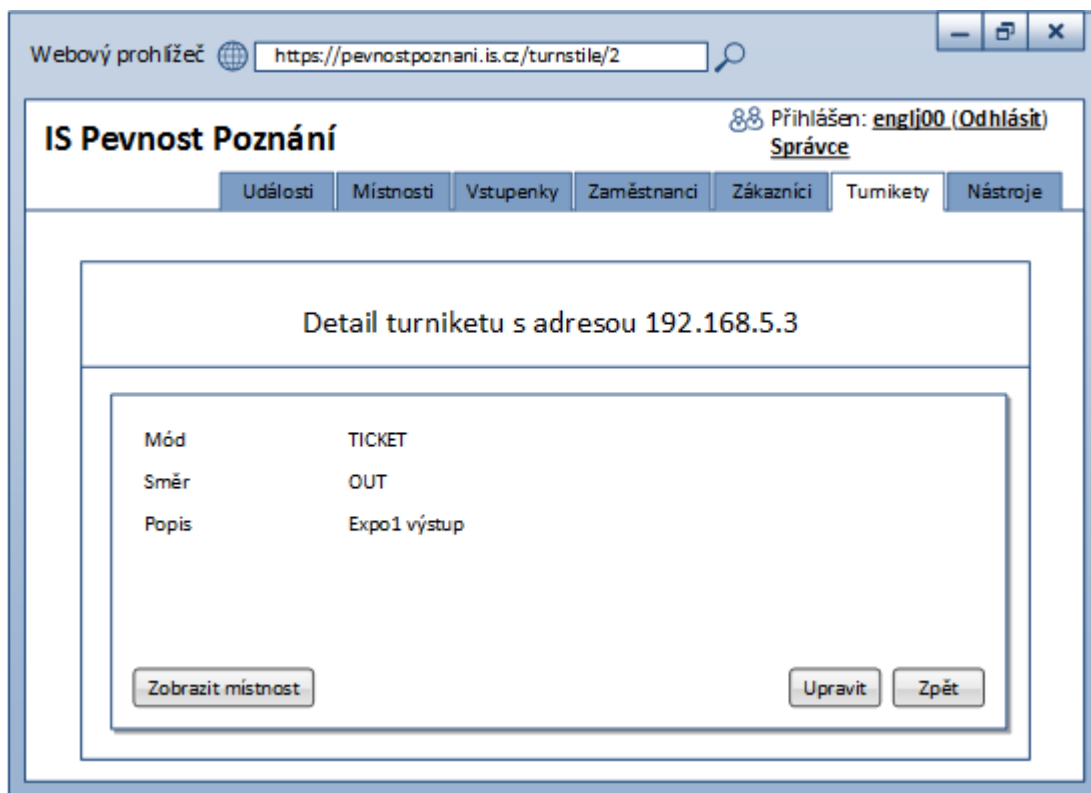 Webový prohlížeč https://pevnostpoznani.is.cz/turnstile/2
IS Pevnost Poznání
Přihlášen: englj00 (Odhlásit)
Správce
Události Místnosti Vstupenky Zaměstnanci Zákazníci Turnikety Nástroje
Detail turniketu s adresou 192.168.5.3
Mód TICKET
Směr OUT
Popis Expo1 výstup
Zobrazit místnost Upravit Zpět